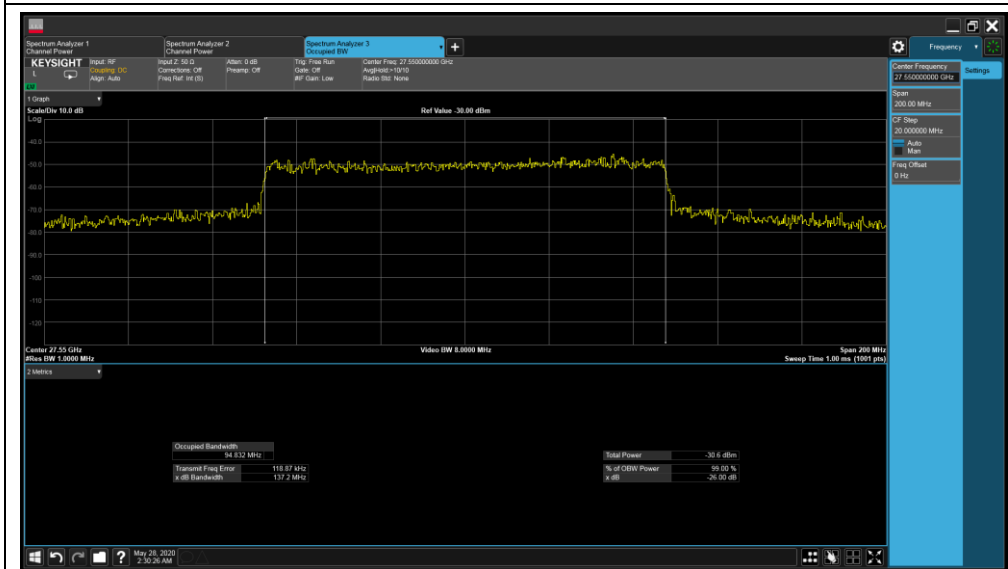 Spectrum Analyzer 1
Channel Power
Spectrum Analyzer 2
Channel Power
Spectrum Analyzer 3
Occupied BW
+
Frequency
KEYSIGHT
L
Input: RF
Coupling: DC
Align: Auto
Input Z: 50 Ω
Corrections: Off
Freq Ref: Int (S)
Atten: 0 dB
Preamp: Off
Trig: Free Run
Gate: Off
#IF Gain: Low
Center Freq: 27.550000000 GHz
Avg|Hold:>10/10
Radio Std: None
Center Frequency
27.550000000 GHz
Settings
Span
200.00 MHz
CF Step
20.000000 MHz
Auto
Man
Freq Offset
0 Hz
1 Graph
Scale/Div 10.0 dB
Ref Value -30.00 dBm
Log
-40.0
-50.0
-60.0
-70.0
-80.0
-90.0
-100
-110
-120
Center 27.55 GHz
#Res BW 1.0000 MHz
Video BW 8.0000 MHz
Span 200 MHz
Sweep Time 1.00 ms (1001 pts)
2 Metrics
Occupied Bandwidth
94.832 MHz
Transmit Freq Error 118.87 kHz
x dB Bandwidth 137.2 MHz
Total Power -30.6 dBm
% of OBW Power 99.00 %
x dB -26.00 dB
?
May 28, 2020
2:30:26 AM